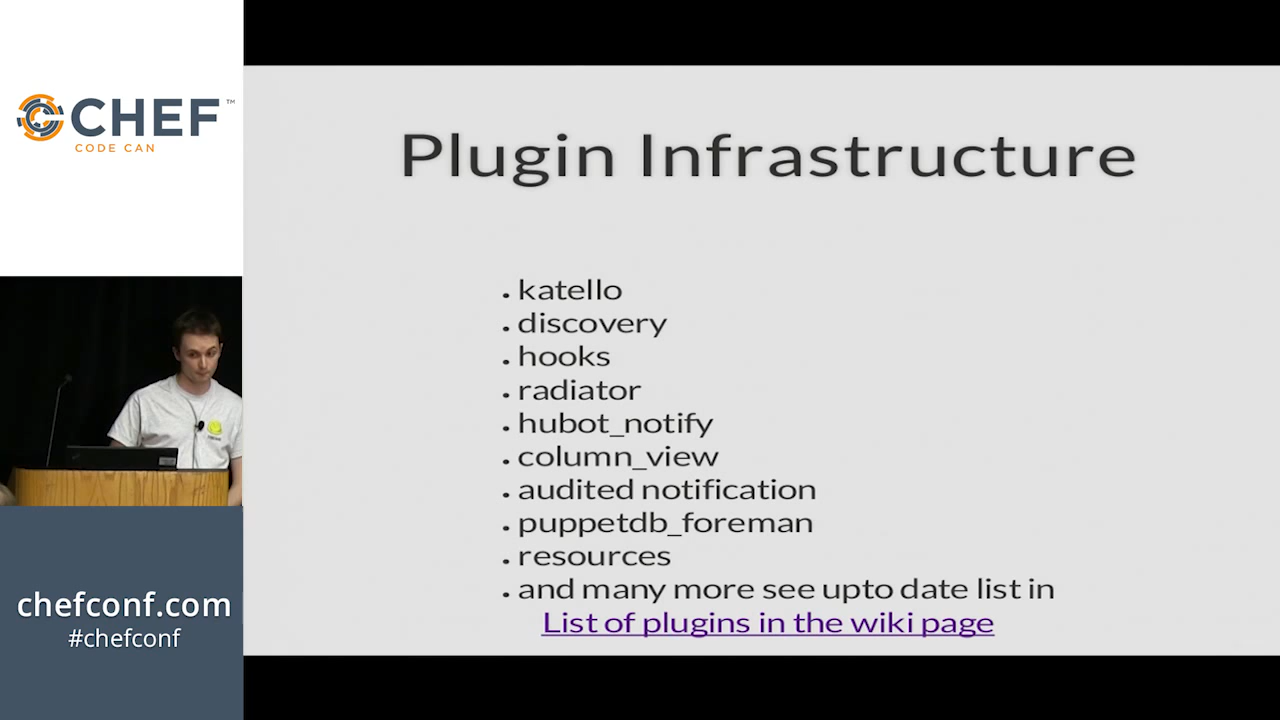 CHEF™
CODE CAN
chefconf.com
#chefconf
Plugin Infrastructure
• katello
• discovery
• hooks
• radiator
• hubot_notify
• column_view
• audited notification
• puppetdb_foreman
• resources
• and many more see upto date list in
List of plugins in the wiki page